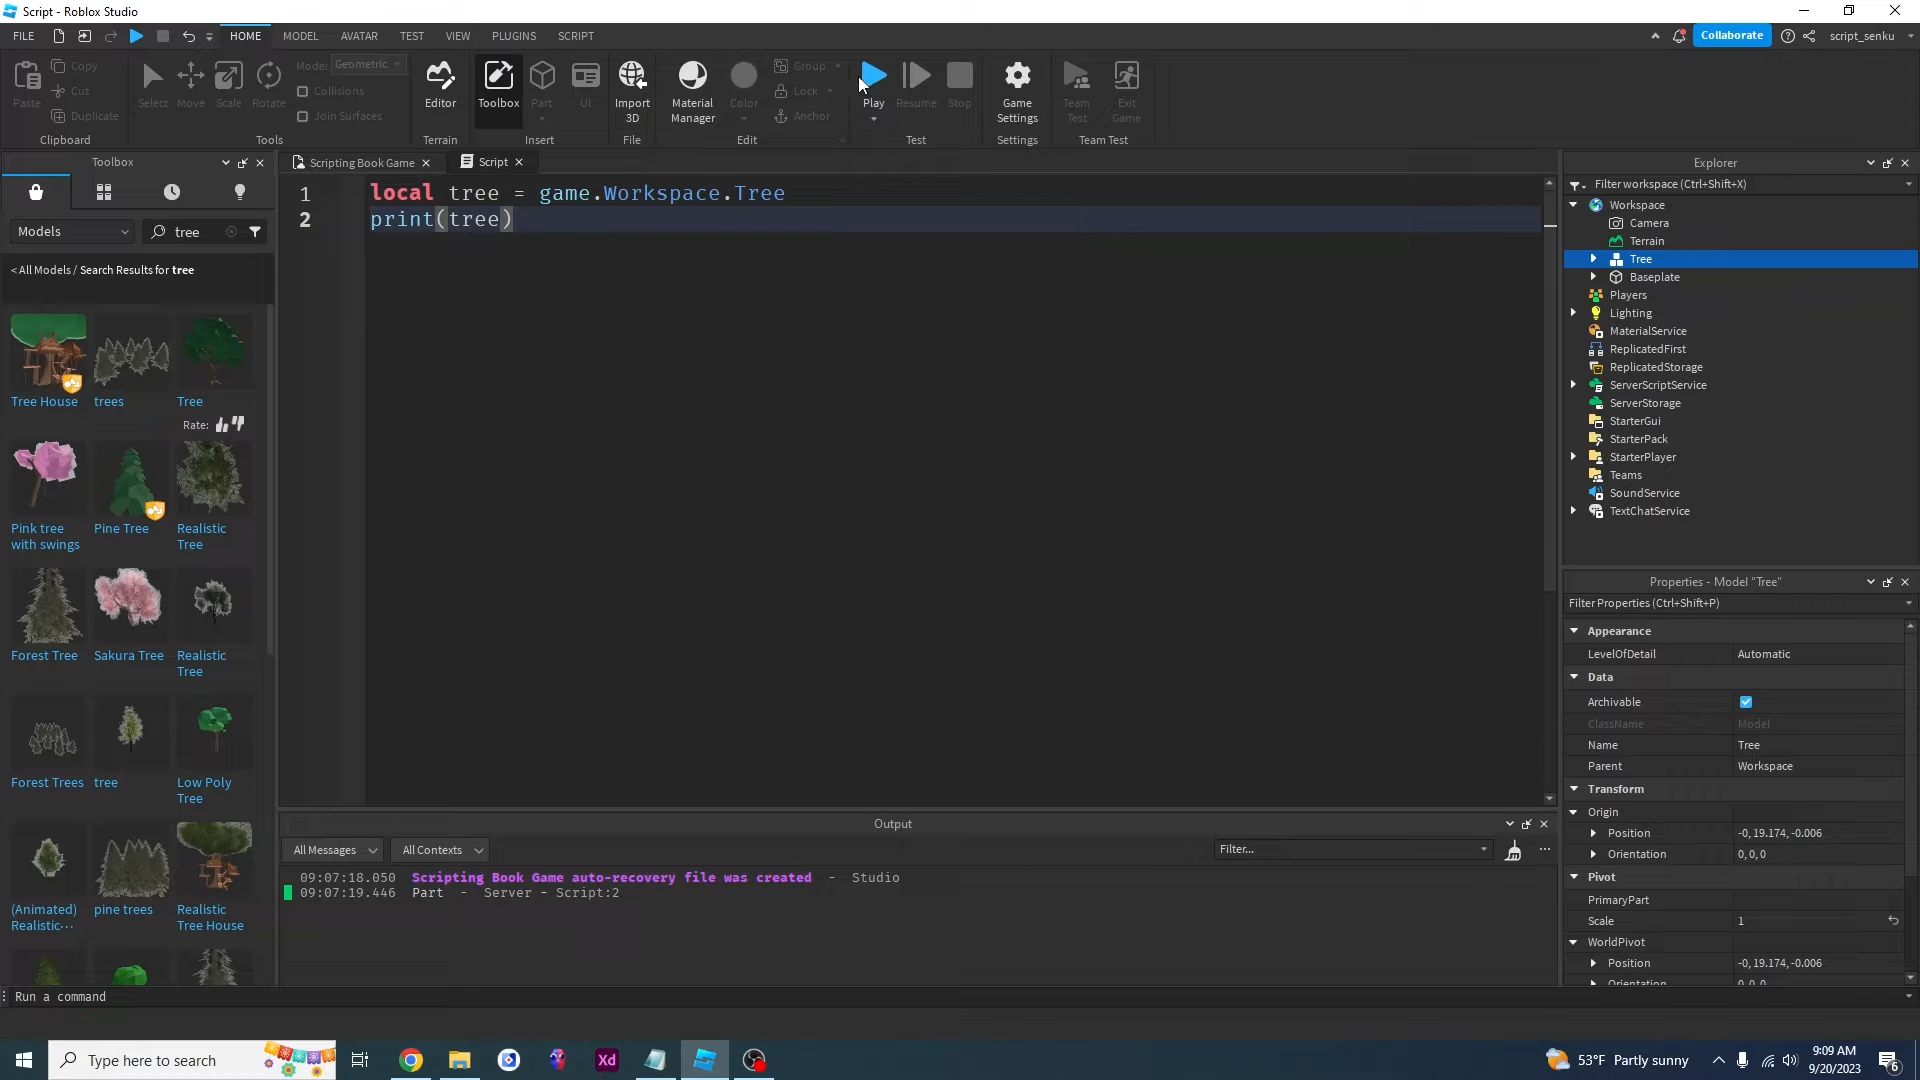 Script - Roblox Studio
FILE HOME MODEL AVATAR TEST VIEW PLUGINS SCRIPT Collaborate script_senku
Paste Copy Cut Duplicate Clipboard
Select Move Scale Rotate Mode: Geometric Collisions Join Surfaces Tools
Editor Terrain
Toolbox Part UI Insert
Import 3D File
Material Manager Color Group Lock Anchor Edit
Play Resume Stop Test
Game Settings Settings
Team Test Exit Game Team Test
Toolbox
Models tree
< All Models / Search Results for tree
Tree House trees Tree
Rate:
Pink tree with swings Pine Tree Realistic Tree
Forest Tree Sakura Tree Realistic Tree
Forest Trees tree Low Poly Tree
(Animated) Realistic... pine trees Realistic Tree House
Scripting Book Game Script
1 local tree = game.Workspace.Tree
2 print(tree)
Output
All Messages All Contexts Filter...
09:07:18.050 Scripting Book Game auto-recovery file was created - Studio
09:07:19.446 Part - Server - Script:2
Explorer
Filter workspace (Ctrl+Shift+X)
Workspace
Camera
Terrain
Tree
Baseplate
Players
Lighting
MaterialService
ReplicatedFirst
ReplicatedStorage
ServerScriptService
ServerStorage
StarterGui
StarterPack
StarterPlayer
Teams
SoundService
TextChatService
Properties - Model "Tree"
Filter Properties (Ctrl+Shift+P)
Appearance
LevelOfDetail Automatic
Data
Archivable
ClassName Model
Name Tree
Parent Workspace
Transform
Origin
Position -0, 19.174, -0.006
Orientation 0, 0, 0
Pivot
PrimaryPart
Scale 1
WorldPivot
Position -0, 19.174, -0.006
Orientation 0, 0, 0
Run a command
Type here to search
Xd
53°F Partly sunny
9:09 AM
9/20/2023
6